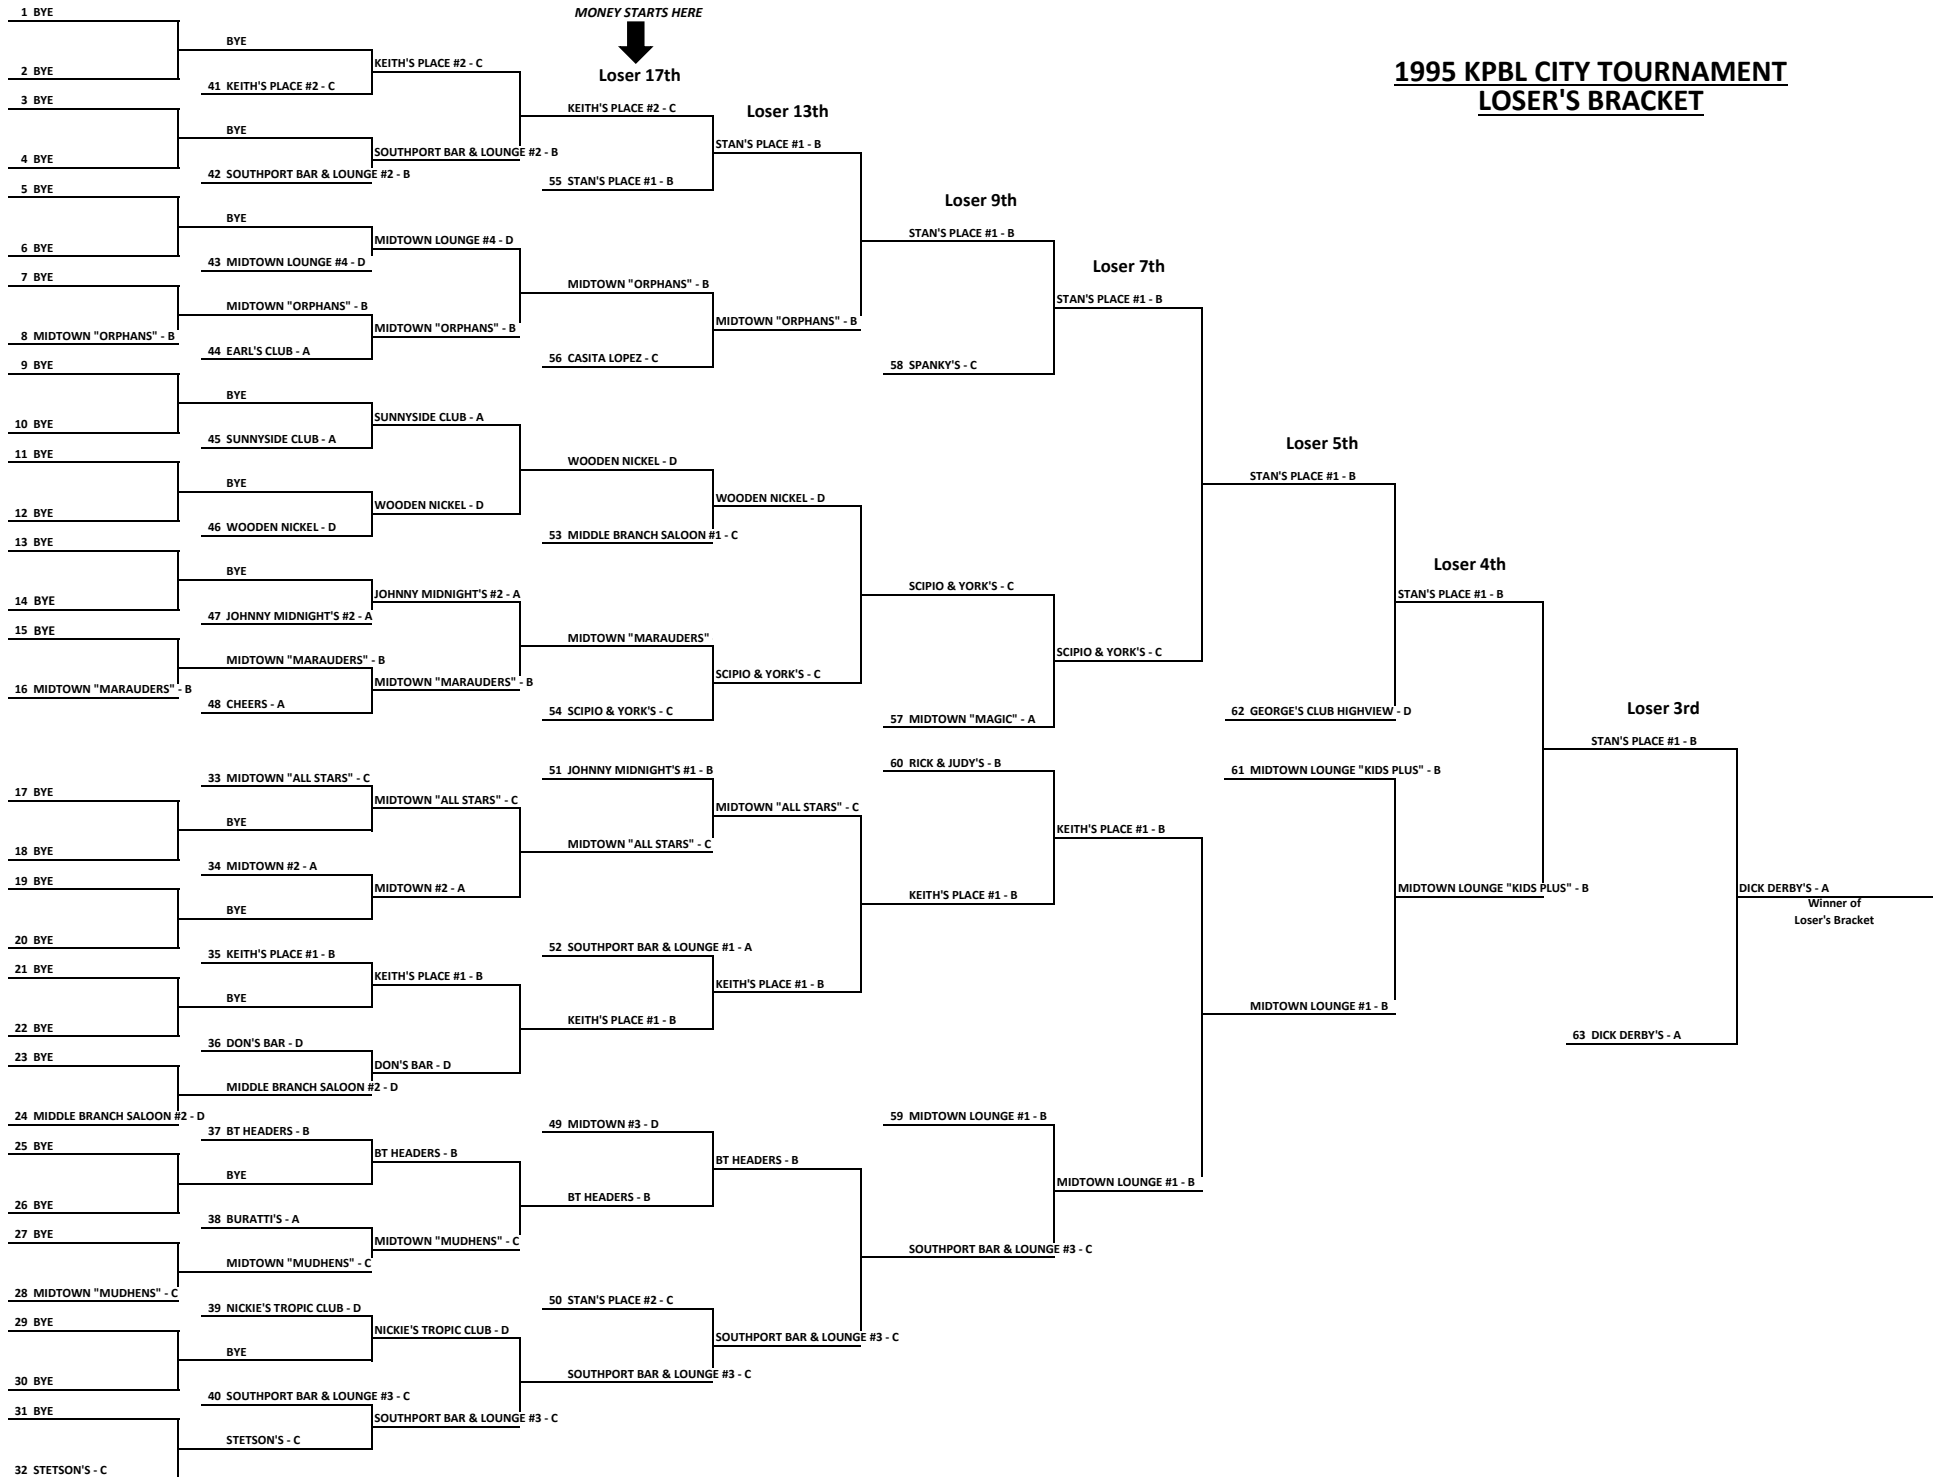 1995 KPBL CITY TOURNAMENT
LOSER'S BRACKET
MONEY STARTS HERE
Loser 17th
Loser 13th
Loser 9th
Loser 7th
Loser 5th
Loser 4th
Loser 3rd
1 BYE
2 BYE
3 BYE
4 BYE
5 BYE
6 BYE
7 BYE
8 MIDTOWN "ORPHANS" - B
9 BYE
10 BYE
11 BYE
12 BYE
13 BYE
14 BYE
15 BYE
16 MIDTOWN "MARAUDERS" - B
17 BYE
18 BYE
19 BYE
20 BYE
21 BYE
22 BYE
23 BYE
24 MIDDLE BRANCH SALOON #2 - D
25 BYE
26 BYE
27 BYE
28 MIDTOWN "MUDHENS" - C
29 BYE
30 BYE
31 BYE
32 STETSON'S - C
BYE
41 KEITH'S PLACE #2 - C
BYE
42 SOUTHPORT BAR & LOUNGE #2 - B
BYE
43 MIDTOWN LOUNGE #4 - D
MIDTOWN "ORPHANS" - B
44 EARL'S CLUB - A
BYE
45 SUNNYSIDE CLUB - A
BYE
46 WOODEN NICKEL - D
BYE
47 JOHNNY MIDNIGHT'S #2 - A
MIDTOWN "MARAUDERS" - B
48 CHEERS - A
33 MIDTOWN "ALL STARS" - C
BYE
34 MIDTOWN #2 - A
BYE
35 KEITH'S PLACE #1 - B
BYE
36 DON'S BAR - D
MIDDLE BRANCH SALOON #2 - D
37 BT HEADERS - B
BYE
38 BURATTI'S - A
MIDTOWN "MUDHENS" - C
39 NICKIE'S TROPIC CLUB - D
BYE
40 SOUTHPORT BAR & LOUNGE #3 - C
STETSON'S - C
KEITH'S PLACE #2 - C
SOUTHPORT BAR & LOUNGE #2 - B
MIDTOWN LOUNGE #4 - D
MIDTOWN "ORPHANS" - B
SUNNYSIDE CLUB - A
WOODEN NICKEL - D
JOHNNY MIDNIGHT'S #2 - A
MIDTOWN "MARAUDERS" - B
MIDTOWN "ALL STARS" - C
MIDTOWN #2 - A
KEITH'S PLACE #1 - B
DON'S BAR - D
BT HEADERS - B
MIDTOWN "MUDHENS" - C
NICKIE'S TROPIC CLUB - D
SOUTHPORT BAR & LOUNGE #3 - C
KEITH'S PLACE #2 - C
55 STAN'S PLACE #1 - B
MIDTOWN "ORPHANS" - B
56 CASITA LOPEZ - C
WOODEN NICKEL - D
53 MIDDLE BRANCH SALOON #1 - C
MIDTOWN "MARAUDERS"
54 SCIPIO & YORK'S - C
51 JOHNNY MIDNIGHT'S #1 - B
MIDTOWN "ALL STARS" - C
52 SOUTHPORT BAR & LOUNGE #1 - A
KEITH'S PLACE #1 - B
49 MIDTOWN #3 - D
BT HEADERS - B
50 STAN'S PLACE #2 - C
SOUTHPORT BAR & LOUNGE #3 - C
STAN'S PLACE #1 - B
MIDTOWN "ORPHANS" - B
WOODEN NICKEL - D
SCIPIO & YORK'S - C
MIDTOWN "ALL STARS" - C
KEITH'S PLACE #1 - B
BT HEADERS - B
SOUTHPORT BAR & LOUNGE #3 - C
STAN'S PLACE #1 - B
58 SPANKY'S - C
SCIPIO & YORK'S - C
57 MIDTOWN "MAGIC" - A
60 RICK & JUDY'S - B
KEITH'S PLACE #1 - B
59 MIDTOWN LOUNGE #1 - B
SOUTHPORT BAR & LOUNGE #3 - C
STAN'S PLACE #1 - B
SCIPIO & YORK'S - C
KEITH'S PLACE #1 - B
MIDTOWN LOUNGE #1 - B
STAN'S PLACE #1 - B
62 GEORGE'S CLUB HIGHVIEW - D
61 MIDTOWN LOUNGE "KIDS PLUS" - B
MIDTOWN LOUNGE #1 - B
STAN'S PLACE #1 - B
MIDTOWN LOUNGE "KIDS PLUS" - B
STAN'S PLACE #1 - B
63 DICK DERBY'S - A
DICK DERBY'S - A
Winner of
Loser's Bracket